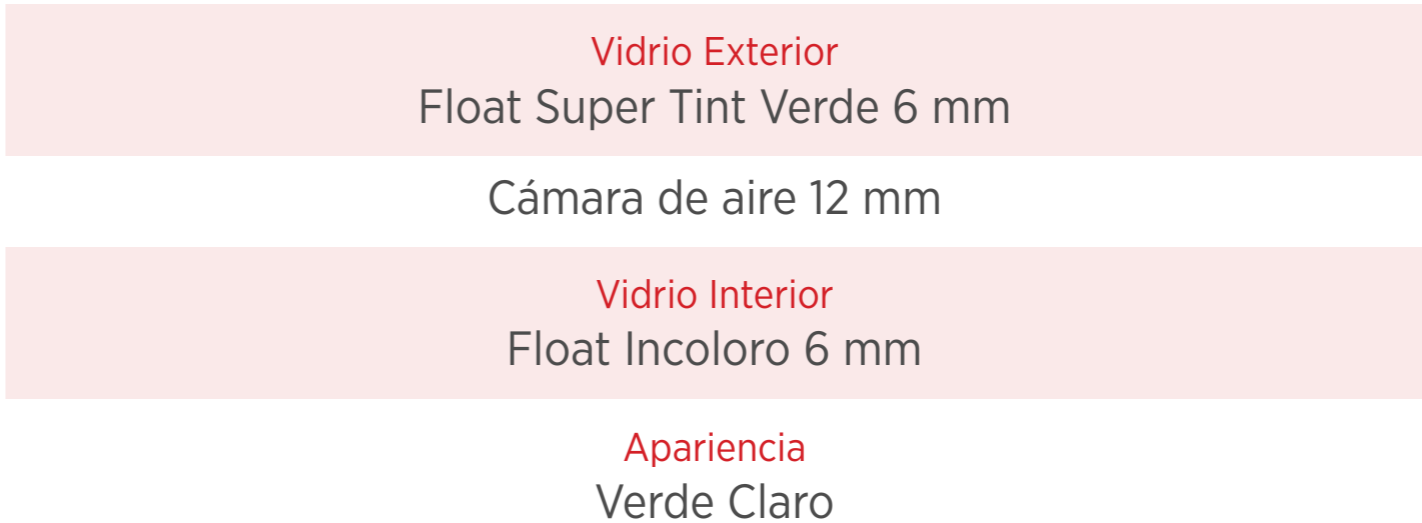 Vidrio Exterior
Float Super Tint Verde 6 mm
Cámara de aire 12 mm
Vidrio Interior
Float Incoloro 6 mm
Apariencia
Verde Claro